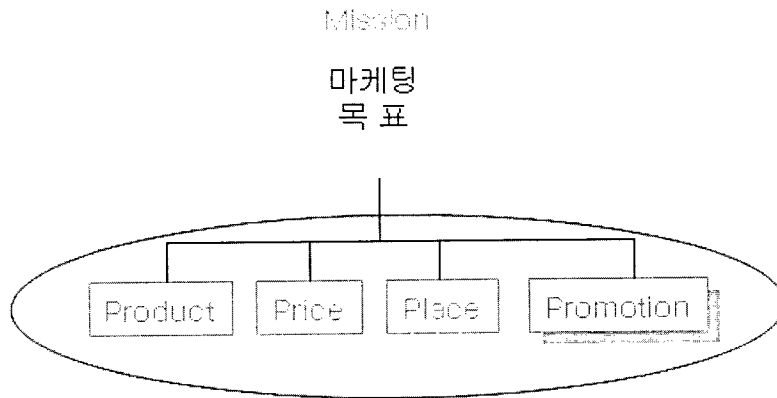 Mission
마케팅
목 표
Product Price Place Promotion